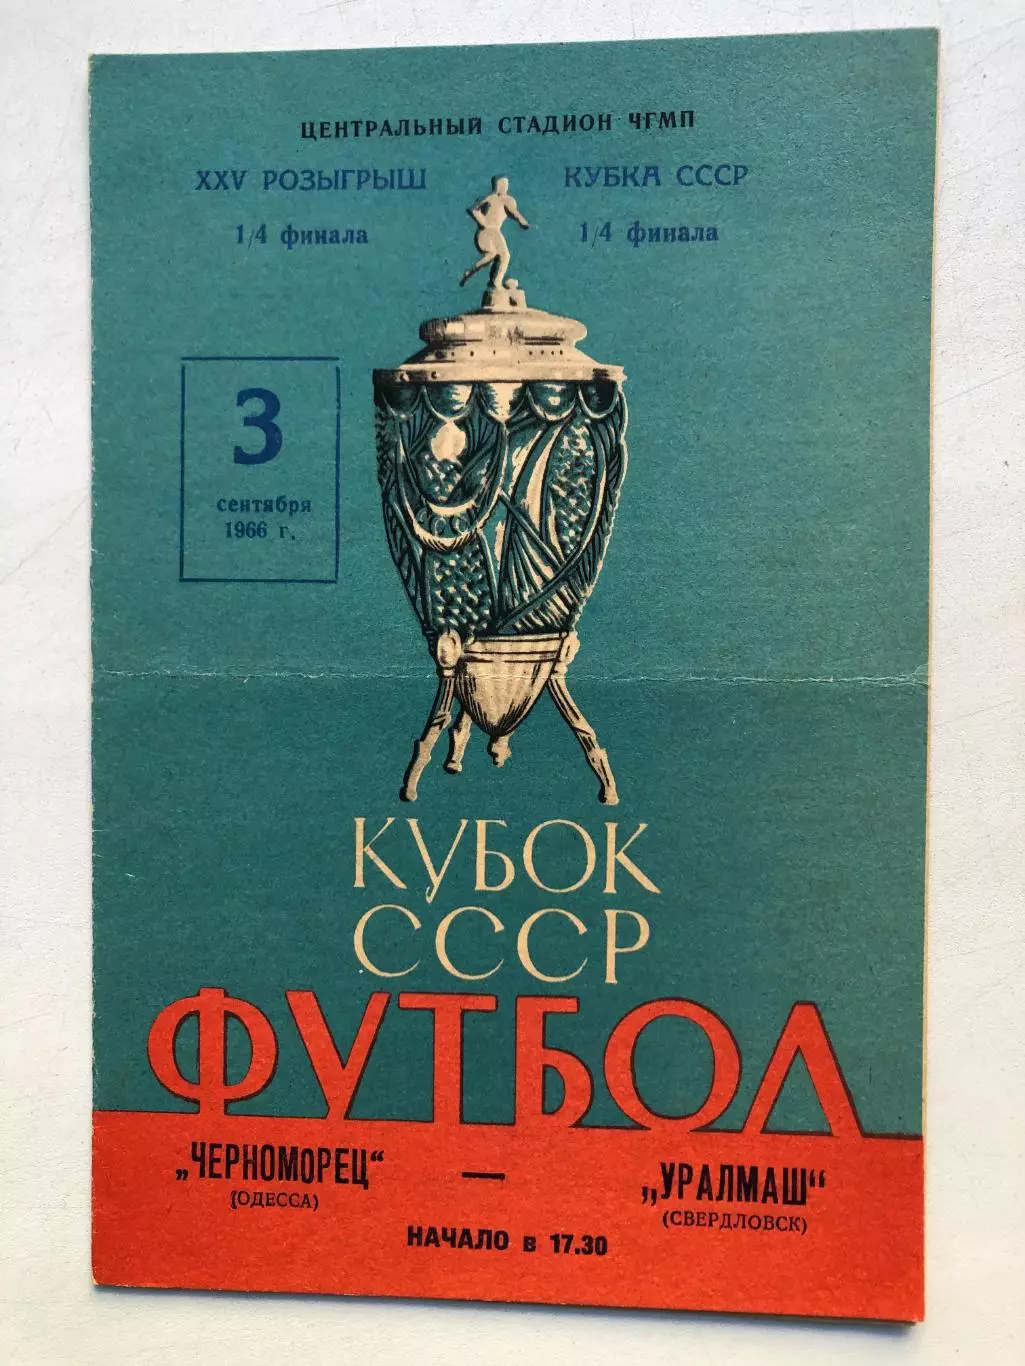 ЦЕНТРАЛЬНЫЙ СТАДИОН ЧГМП
XXV РОЗЫГРЫШ КУБКА СССР
1/4 финала 1/4 финала
3
сентября
1966 г.
СССР
КУБОК
СССР
ФУТБОЛ
„ЧЕРНОМОРЕЦ“ — „УРАЛМАШ“
(ОДЕССА) (СВЕРДЛОВСК)
НАЧАЛО в 17.30